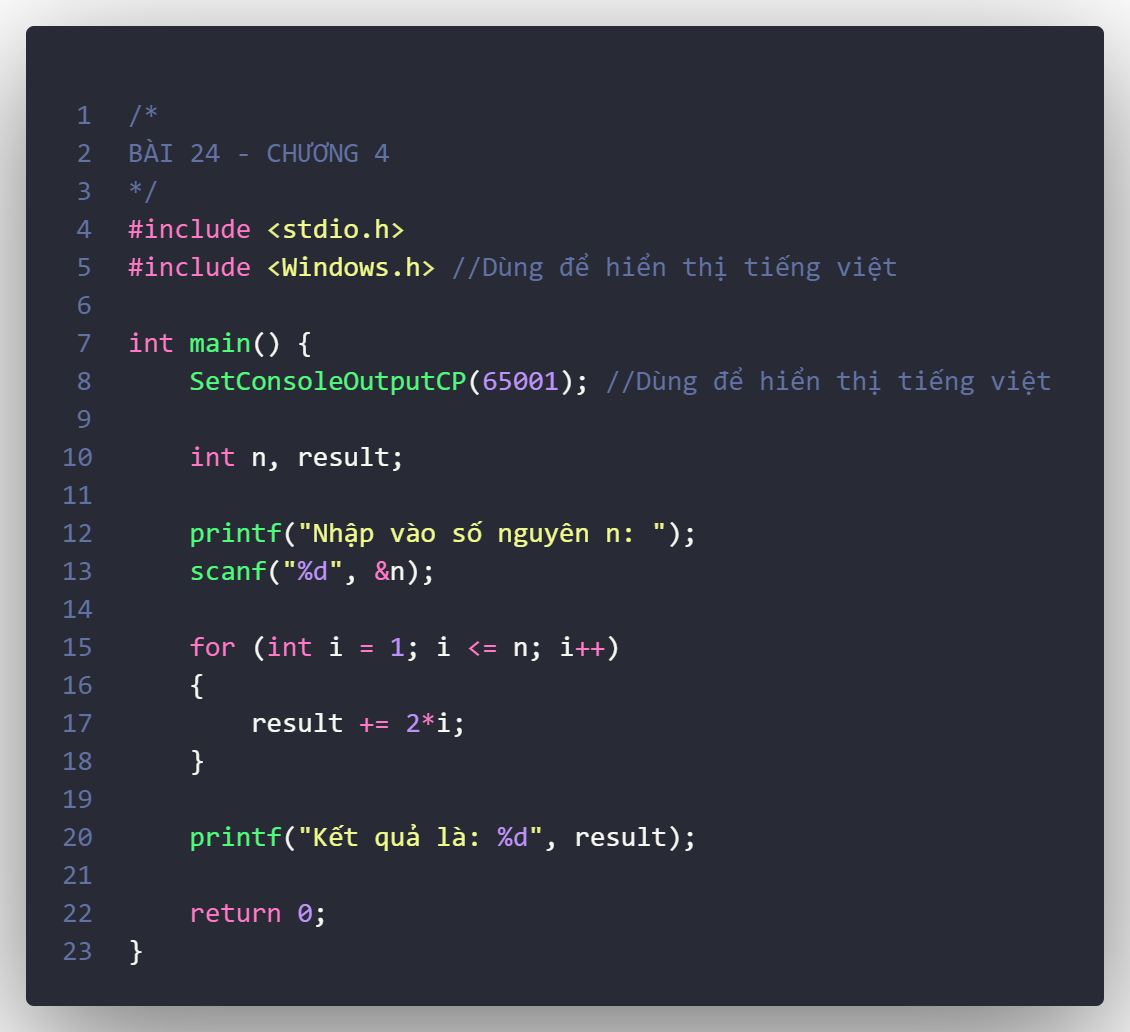 1 /*
2 BÀI 24 - CHƯƠNG 4
3 */
4 #include <stdio.h>
5 #include <Windows.h> //Dùng để hiển thị tiếng việt
6
7 int main() {
8     SetConsoleOutputCP(65001); //Dùng để hiển thị tiếng việt
9
10     int n, result;
11
12     printf("Nhập vào số nguyên n: ");
13     scanf("%d", &n);
14
15     for (int i = 1; i <= n; i++)
16     {
17         result += 2*i;
18     }
19
20     printf("Kết quả là: %d", result);
21
22     return 0;
23 }